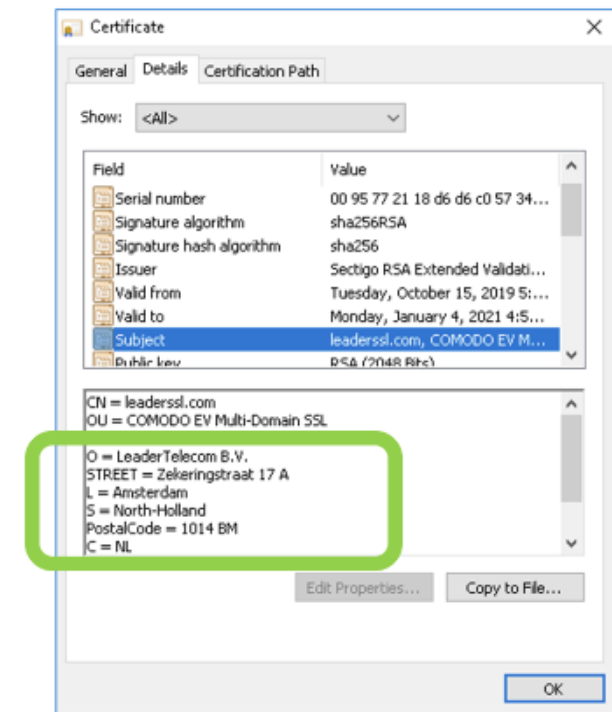 Certificate
General Details Certification Path
Show: <All>
Field Value
Serial number 00 95 77 21 18 d6 d6 c0 57 34...
Signature algorithm sha256RSA
Signature hash algorithm sha256
Issuer Sectigo RSA Extended Validati...
Valid from Tuesday, October 15, 2019 5:...
Valid to Monday, January 4, 2021 4:5...
Subject leaderssl.com, COMODO EV M...
Public key RSA (2048 Bits)
CN = leaderssl.com
OU = COMODO EV Multi-Domain SSL
O = LeaderTelecom B.V.
STREET = Zekeringstraat 17 A
L = Amsterdam
S = North-Holland
PostalCode = 1014 BM
C = NL
Edit Properties... Copy to File...
OK